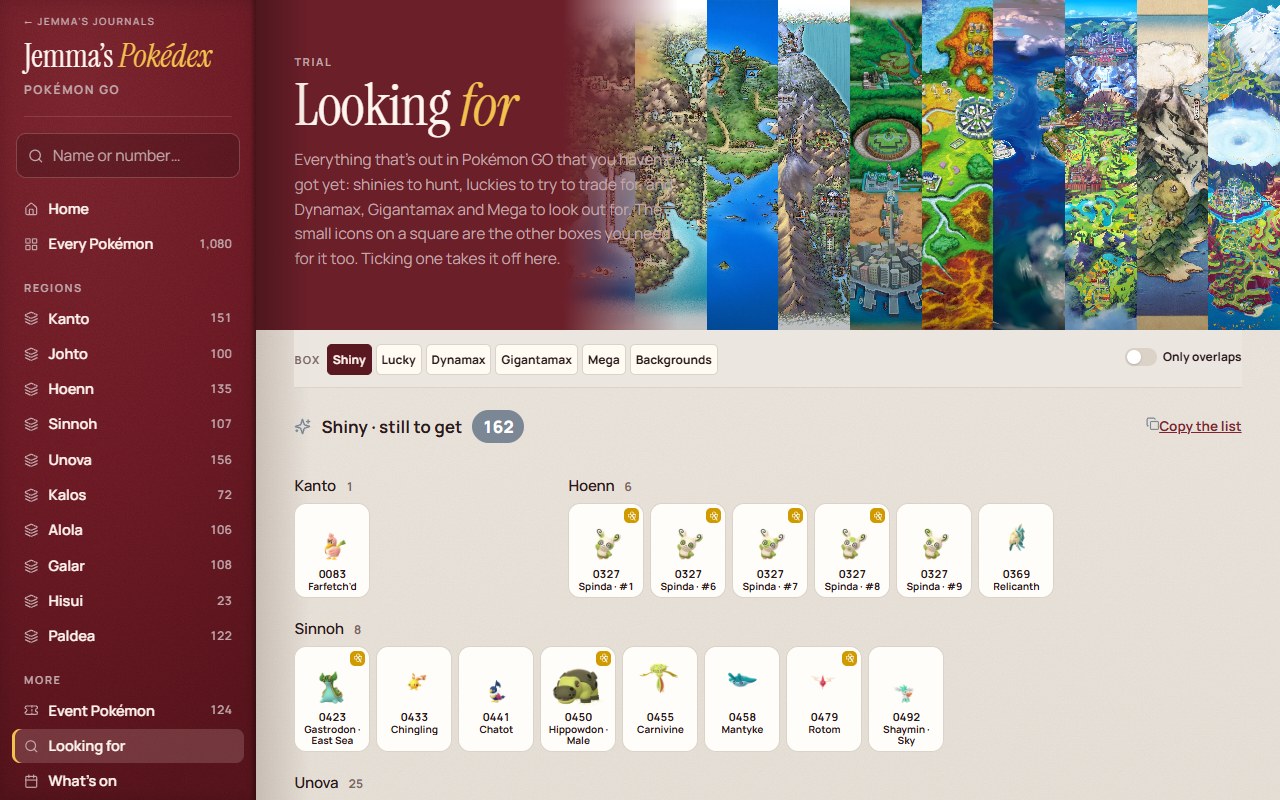 ← JEMMA'S JOURNALS
Jemma's Pokédex
POKÉMON GO
Name or number…
Home
Every Pokémon 1,080
REGIONS
Kanto 151
Johto 100
Hoenn 135
Sinnoh 107
Unova 156
Kalos 72
Alola 106
Galar 108
Hisui 23
Paldea 122
MORE
Event Pokémon 124
Looking for
What's on
TRIAL
Looking for
Everything that's out in Pokémon GO that you haven't
got yet: shinies to hunt, luckies to try to trade for, and
Dynamax, Gigantamax and Mega to look out for. The
small icons on a square are the other boxes you need
for it too. Ticking one takes it off here.
BOX Shiny Lucky Dynamax Gigantamax Mega Backgrounds Only overlaps
Shiny · still to get 162 Copy the list
Kanto 1
0083
Farfetch'd
Hoenn 6
0327 0327 0327 0327 0327 0369
Spinda · #1 Spinda · #6 Spinda · #7 Spinda · #8 Spinda · #9 Relicanth
Sinnoh 8
0423 0433 0441 0450 0455 0458 0479 0492
Gastrodon · Chingling Chatot Hippowdon · Carnivine Mantyke Rotom Shaymin ·
East Sea Male Sky
Unova 25